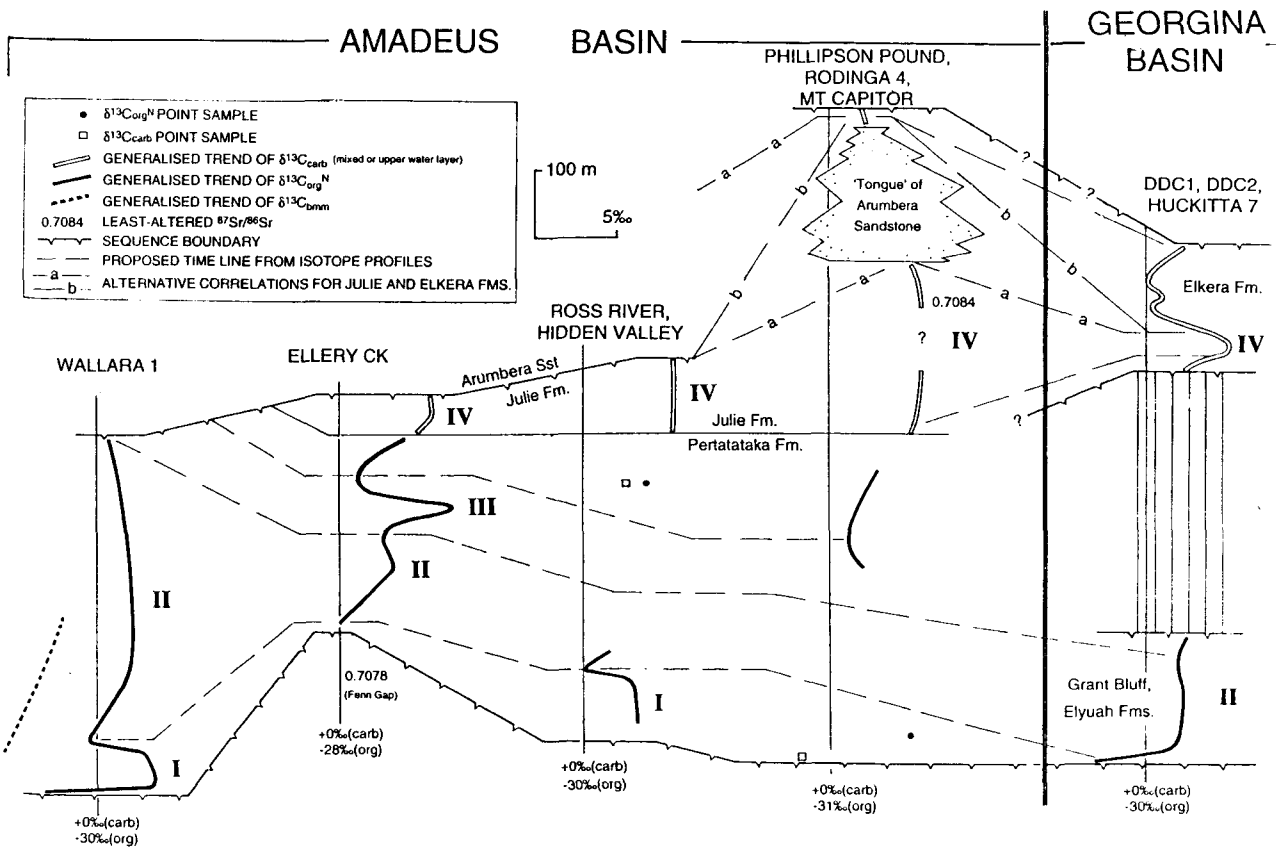 AMADEUS BASIN
GEORGINA
BASIN
δ¹³CorgN POINT SAMPLE
δ¹³Ccarb POINT SAMPLE
GENERALISED TREND OF δ¹³Ccarb (mixed or upper water layer)
GENERALISED TREND OF δ¹³CorgN
GENERALISED TREND OF δ¹³Cbmm
0.7084 LEAST-ALTERED ⁸⁷Sr/⁸⁶Sr
SEQUENCE BOUNDARY
PROPOSED TIME LINE FROM ISOTOPE PROFILES
a
b ALTERNATIVE CORRELATIONS FOR JULIE AND ELKERA FMS.
100 m
5‰
PHILLIPSON POUND,
RODINGA 4,
MT CAPITOR
a
a
b
b
'Tongue' of
Arumbera
Sandstone
?
?
b
b
DDC1, DDC2,
HUCKITTA 7
Elkera Fm.
IV
a
a
0.7084
?
IV
?
?
ROSS RIVER,
HIDDEN VALLEY
WALLARA 1
ELLERY CK
Arumbera Sst
Julie Fm.
IV
IV
Julie Fm.
Pertatataka Fm.
III
II
II
0.7078
(Fenn Gap)
I
I
Grant Bluff,
Elyuah Fms.
II
+0‰(carb)
-30‰(org)
+0‰(carb)
-28‰(org)
+0‰(carb)
-30‰(org)
+0‰(carb)
-31‰(org)
+0‰(carb)
-30‰(org)